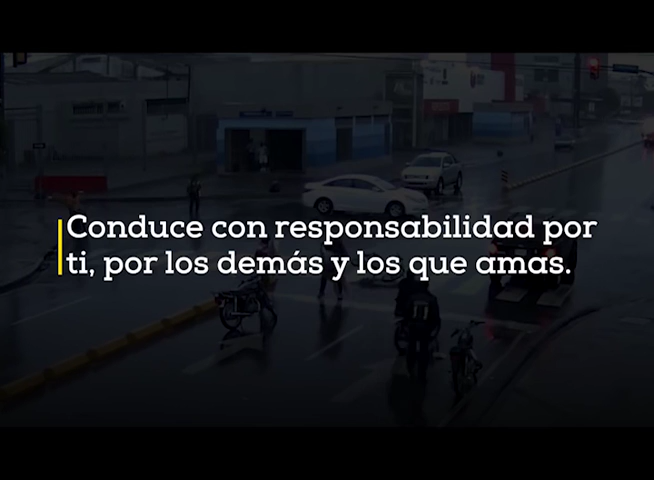 Conduce con responsabilidad por
ti, por los demás y los que amas.